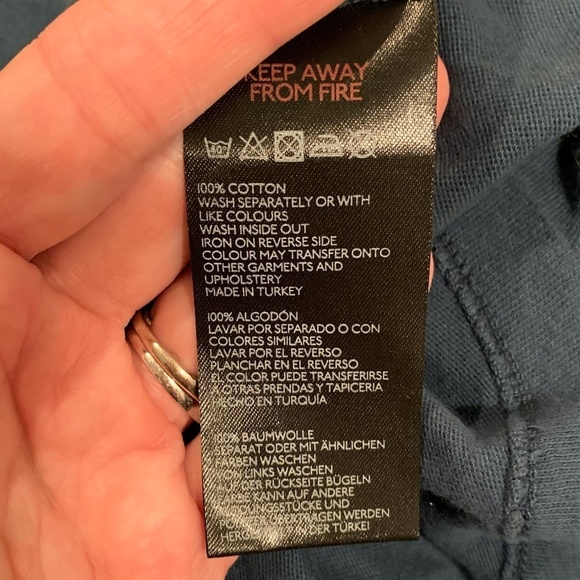 KEEP AWAY
FROM FIRE
40
100% COTTON
WASH SEPARATELY OR WITH
LIKE COLOURS
WASH INSIDE OUT
IRON ON REVERSE SIDE
COLOUR MAY TRANSFER ONTO
OTHER GARMENTS AND
UPHOLSTERY
MADE IN TURKEY
100% ALGODÓN
LAVAR POR SEPARADO O CON
COLORES SIMILARES
LAVAR POR EL REVERSO
PLANCHAR EN EL REVERSO
EL COLOR PUEDE TRANSFERIRSE
A OTRAS PRENDAS Y TAPICERIA
HECHO EN TURQUÍA
100% BAUMWOLLE
SEPARAT ODER MIT ÄHNLICHEN
FARBEN WASCHEN
LINKS WASCHEN
AUF DER RÜCKSEITE BÜGELN
KANN AUF ANDERE
UND
WERDEN
IN DER TÜRKEI